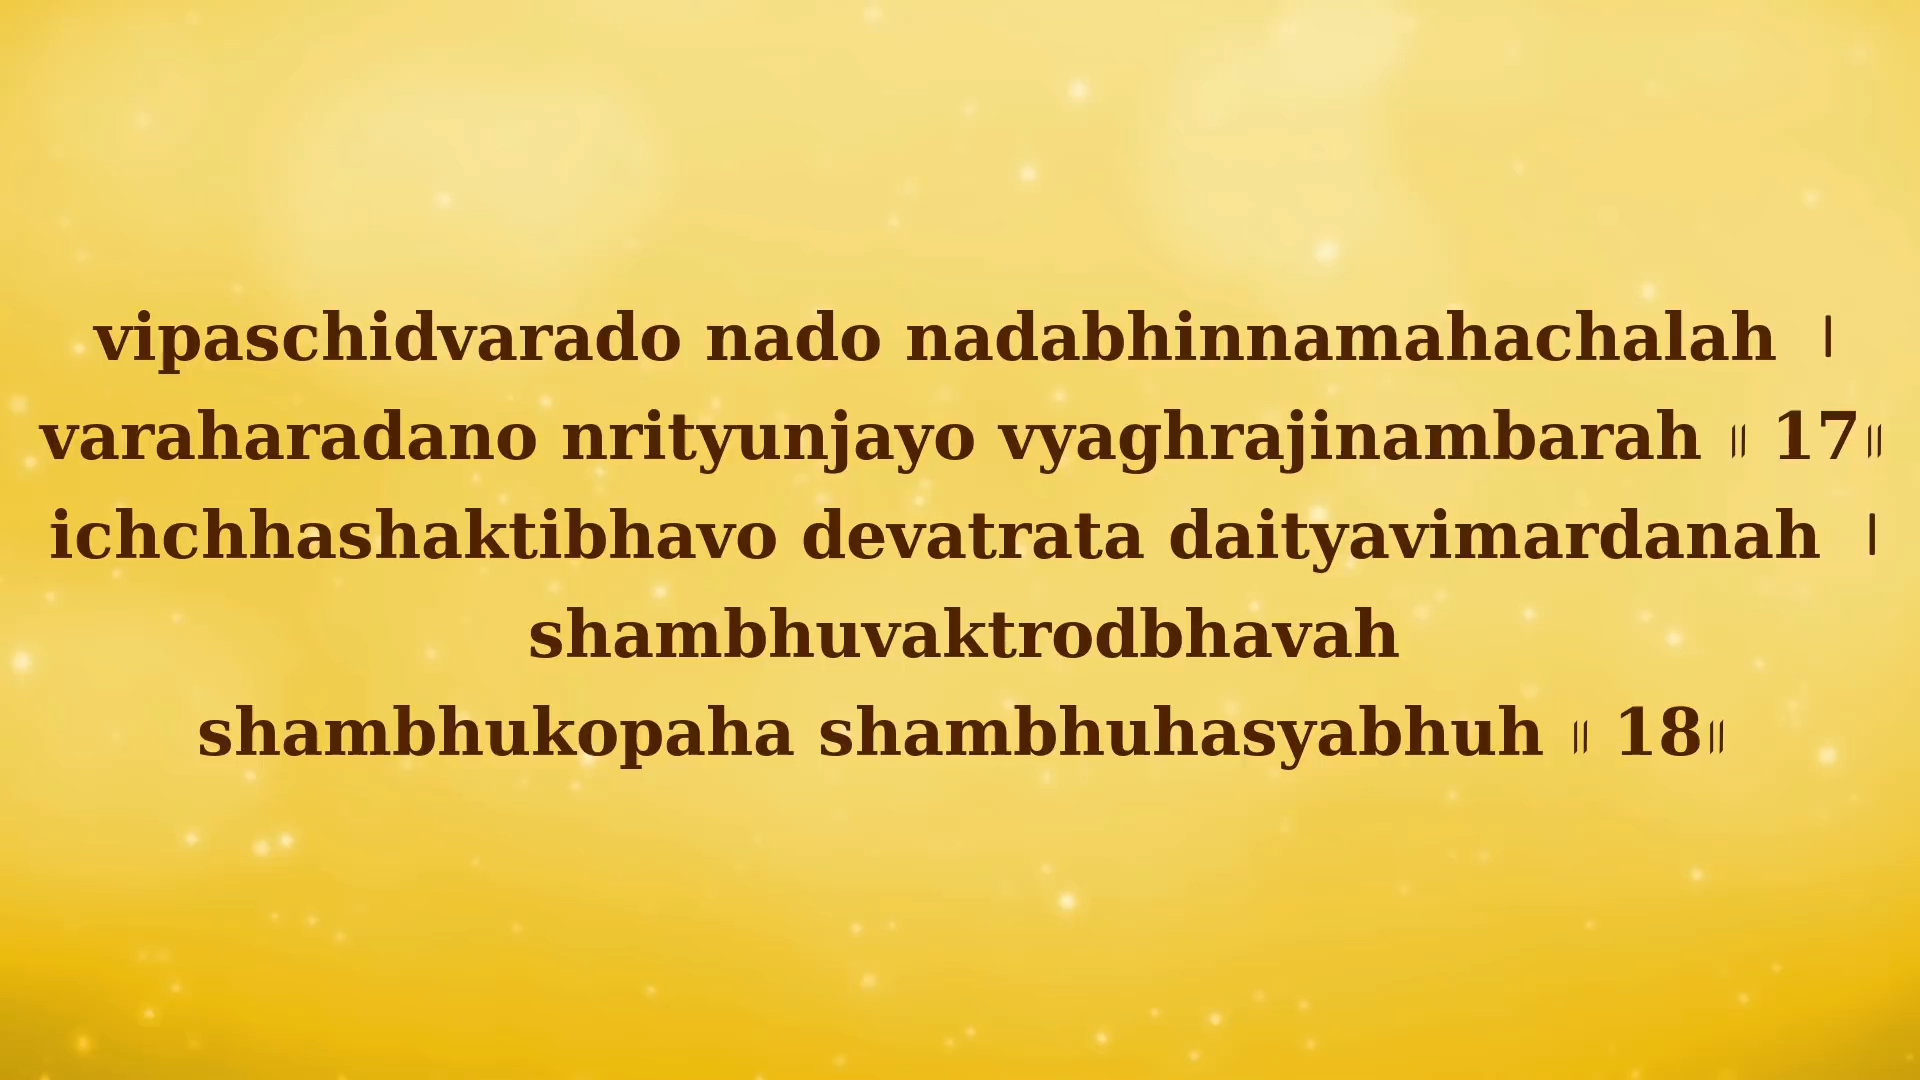 vipaschidvarado nado nadabhinnamahachalah ।
varaharadano nrityunjayo vyaghrajinambarah ॥ 17॥
ichchhashaktibhavo devatrata daityavimardanah ।
shambhuvaktrodbhavah
shambhukopaha shambhuhasyabhuh ॥ 18॥